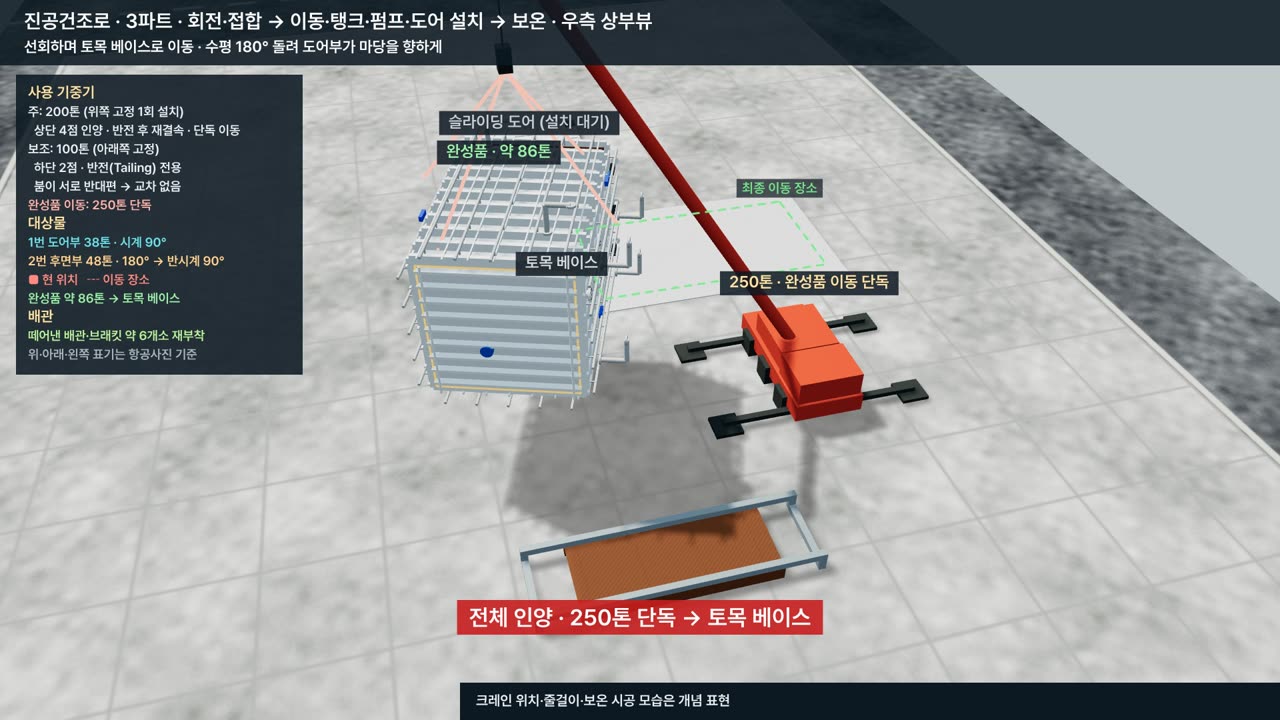 진공건조로 · 3파트 · 회전·접합 → 이동·탱크·펌프·도어 설치 → 보온 · 우측 상부뷰
선회하며 토목 베이스로 이동 · 수평 180° 돌려 도어부가 마당을 향하게
사용 기중기
주: 200톤 (위쪽 고정 1회 설치)
상단 4점 인양 · 반전 후 재결속 · 단독 이동
보조: 100톤 (아래쪽 고정)
하단 2점 · 반전(Tailing) 전용
붐이 서로 반대편 → 교차 없음
완성품 이동: 250톤 단독
대상물
1번 도어부 38톤 · 시계 90°
2번 후면부 48톤 · 180° → 반시계 90°
현 위치 --- 이동 장소
완성품 약 86톤 → 토목 베이스
배관
떼어낸 배관·브래킷 약 6개소 재부착
위·아래·왼쪽 표기는 항공사진 기준
슬라이딩 도어 (설치 대기)
완성품 · 약 86톤
최종 이동 장소
토목 베이스
250톤 · 완성품 이동 단독
전체 인양 · 250톤 단독 → 토목 베이스
크레인 위치·줄걸이·보온 시공 모습은 개념 표현